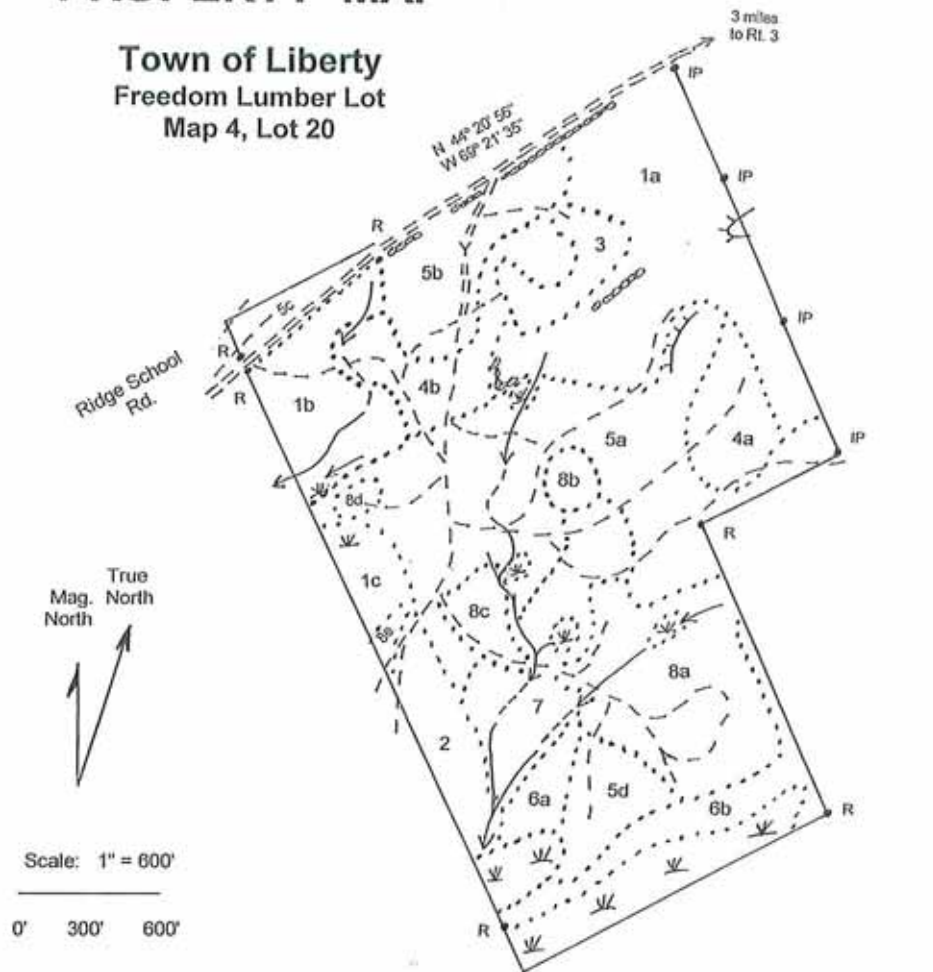 Town of Liberty
Freedom Lumber Lot
Map 4, Lot 20
3 miles
to Rt. 3
N 44° 20' 56"
W 69° 21' 35"
IP
1a
IP
R
3
5b
5c
IP
R
Ridge School
Rd.
R
1b
4b
5a
4a
IP
8b
8d
R
1c
Mag.
North
True
North
8c
8e
8a
7
2
6a
5d
6b
R
Scale: 1" = 600'
0' 300' 600'
R